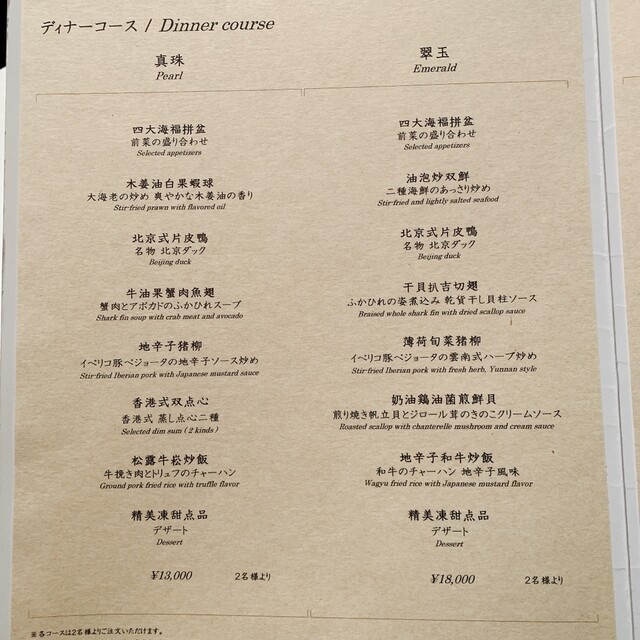 ディナーコース / Dinner course
真珠
Pearl
四大海福拼盆
前菜の盛り合わせ
Selected appetizers
木姜油白果蝦球
大海老の炒め 爽やかな木姜油の香り
Stir-fried prawn with flavored oil
北京式片皮鴨
名物 北京ダック
Beijing duck
牛油果蟹肉魚翅
蟹肉とアボカドのふかひれスープ
Shark fin soup with crab meat and avocado
地辛子猪柳
イベリコ豚ベジョータの地辛子ソース炒め
Stir-fried Iberian pork with Japanese mustard sauce
香港式双点心
香港式 蒸し点心二種
Selected dim sum ( 2 kinds )
松露牛崧炒飯
牛挽き肉とトリュフのチャーハン
Ground pork fried rice with truffle flavor
精美凍甜点品
デザート
Dessert
¥13,000 2名様より
翠玉
Emerald
四大海福拼盆
前菜の盛り合わせ
Selected appetizers
油泡炒双鮮
二種海鮮のあっさり炒め
Stir-fried and lightly salted seafood
北京式片皮鴨
名物 北京ダック
Beijing duck
干貝扒吉切翅
ふかひれの姿煮込み 乾貨干し貝柱ソース
Braised whole shark fin with dried scallop sauce
薄荷旬菜猪柳
イベリコ豚ベジョータの雲南式ハーブ炒め
Stir-fried Iberian pork with fresh herb, Yunnan style
奶油鶏油菌煎鮮貝
煎り焼き帆立貝とジロール茸のきのこクリームソース
Roasted scallop with chanterelle mushroom and cream sauce
地辛子和牛炒飯
和牛のチャーハン 地辛子風味
Wagyu fried rice with Japanese mustard flavor
精美凍甜点品
デザート
Dessert
¥18,000 2名様より
※各コースは2名様よりご注文いただけます。